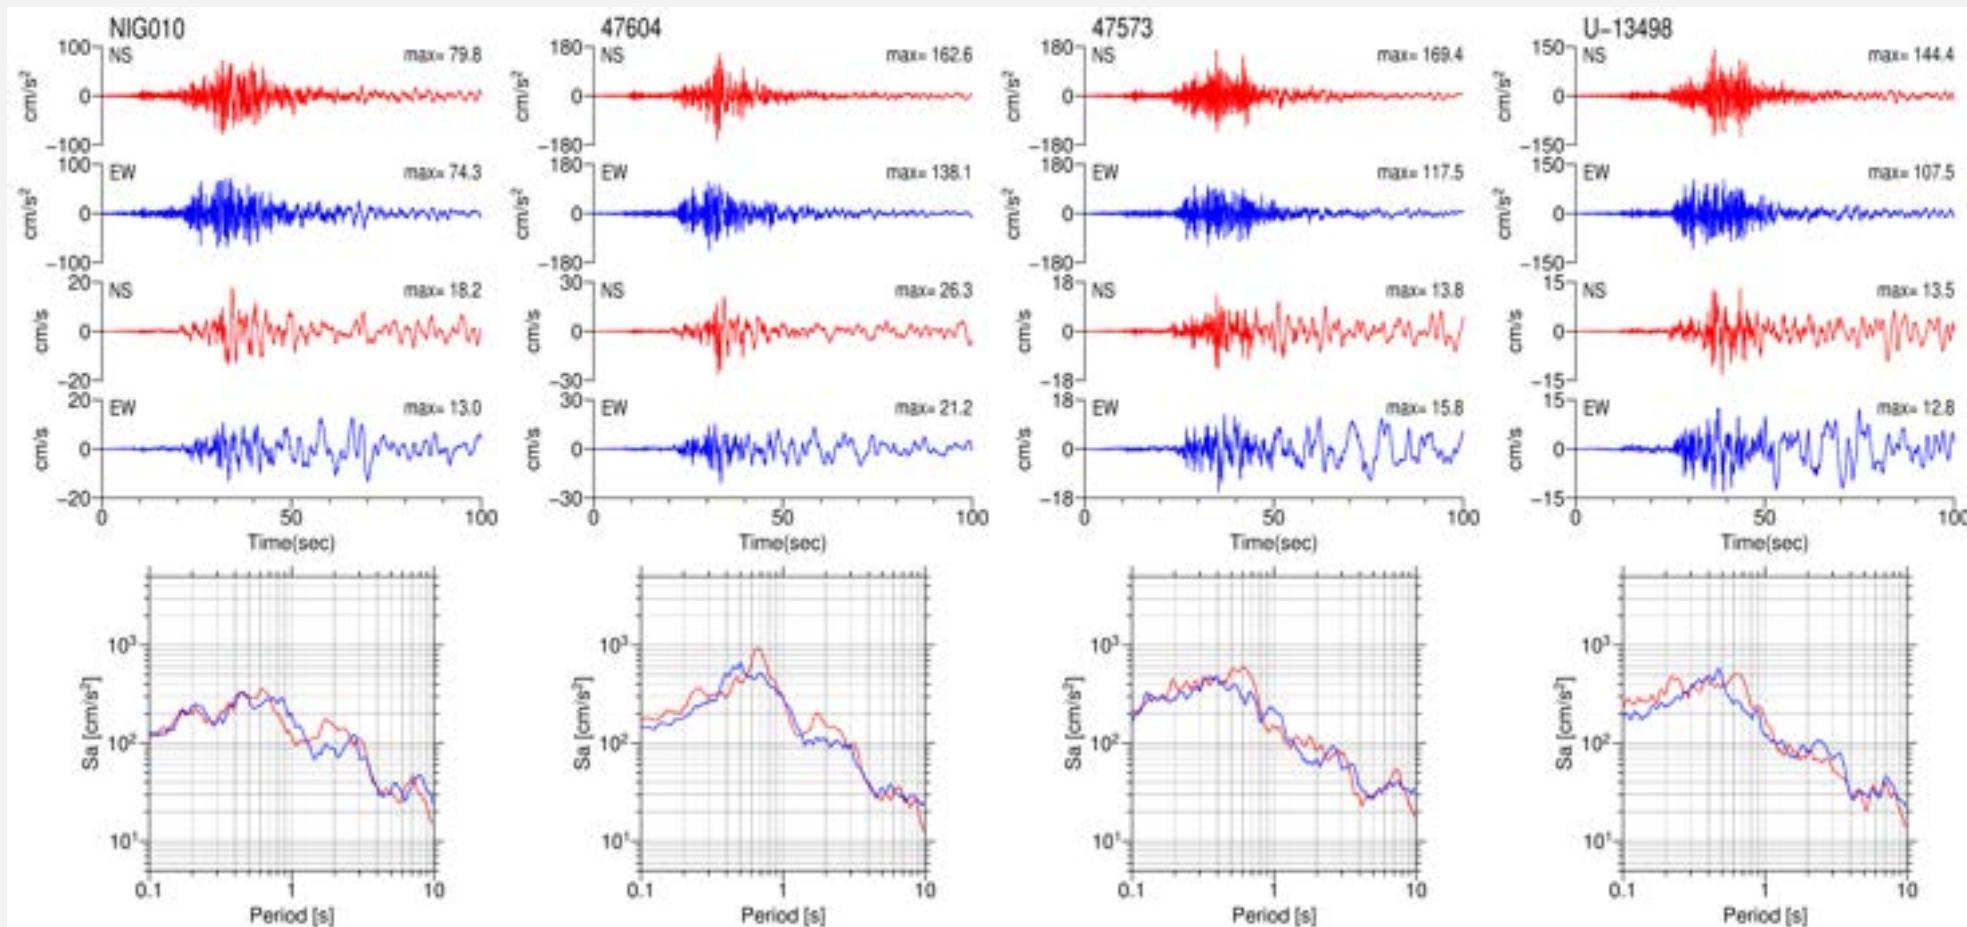 NIG010
100
NS
max= 79.8
cm/s²
0
−100
100
EW
max= 74.3
cm/s²
0
−100
20
NS
max= 18.2
cm/s
0
−20
20
EW
max= 13.0
cm/s
0
−20
0
50
100
Time(sec)
10³
Sa [cm/s²]
10²
10¹
0.1
1
10
Period [s]
47604
180
NS
max= 162.6
cm/s²
0
−180
180
EW
max= 138.1
cm/s²
0
−180
30
NS
max= 26.3
cm/s
0
−30
30
EW
max= 21.2
cm/s
0
−30
0
50
100
Time(sec)
10³
Sa [cm/s²]
10²
10¹
0.1
1
10
Period [s]
47573
180
NS
max= 169.4
cm/s²
0
−180
180
EW
max= 117.5
cm/s²
0
−180
18
NS
max= 13.8
cm/s
0
−18
18
EW
max= 15.8
cm/s
0
−18
0
50
100
Time(sec)
10³
Sa [cm/s²]
10²
10¹
0.1
1
10
Period [s]
U−13498
150
NS
max= 144.4
cm/s²
0
−150
150
EW
max= 107.5
cm/s²
0
−150
15
NS
max= 13.5
cm/s
0
−15
15
EW
max= 12.8
cm/s
0
−15
0
50
100
Time(sec)
10³
Sa [cm/s²]
10²
10¹
0.1
1
10
Period [s]